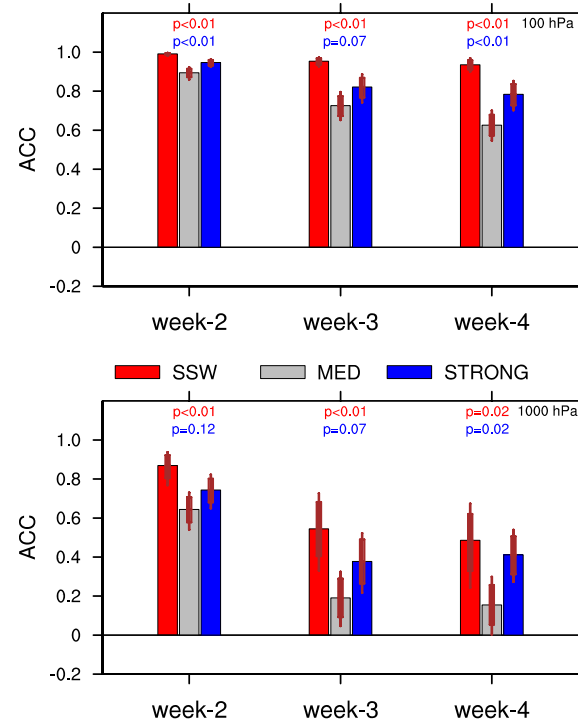 p<0.01 p<0.01 p<0.01 100 hPa
p<0.01 p=0.07 p<0.01
1.0
0.8
0.6
0.4
0.2
0
-0.2
ACC
week-2 week-3 week-4
SSW MED STRONG
p<0.01 p<0.01 p=0.02 1000 hPa
p=0.12 p=0.07 p=0.02
1.0
0.8
0.6
0.4
0.2
0
-0.2
ACC
week-2 week-3 week-4